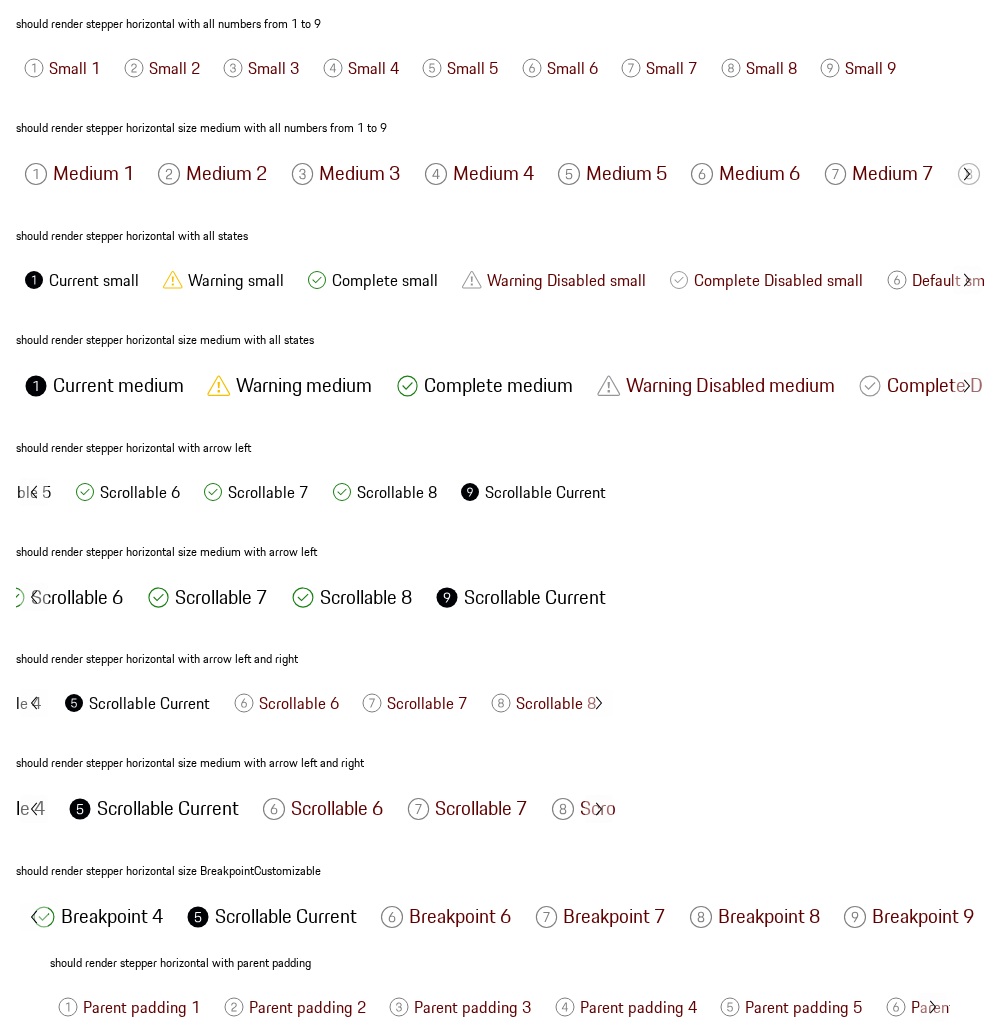 should render stepper horizontal with all numbers from 1 to 9
1 Small 1 2 Small 2 3 Small 3 4 Small 4 5 Small 5 6 Small 6 7 Small 7 8 Small 8 9 Small 9
should render stepper horizontal size medium with all numbers from 1 to 9
1 Medium 1 2 Medium 2 3 Medium 3 4 Medium 4 5 Medium 5 6 Medium 6 7 Medium 7 8
should render stepper horizontal with all states
1 Current small Warning small Complete small Warning Disabled small Complete Disabled small 6 Default sm
should render stepper horizontal size medium with all states
1 Current medium Warning medium Complete medium Warning Disabled medium Complete D
should render stepper horizontal with arrow left
ble 5 Scrollable 6 Scrollable 7 Scrollable 8 9 Scrollable Current
should render stepper horizontal size medium with arrow left
Scrollable 6 Scrollable 7 Scrollable 8 9 Scrollable Current
should render stepper horizontal with arrow left and right
le 4 5 Scrollable Current 6 Scrollable 6 7 Scrollable 7 8 Scrollable 8
should render stepper horizontal size medium with arrow left and right
le 4 5 Scrollable Current 6 Scrollable 6 7 Scrollable 7 8 Scro
should render stepper horizontal size BreakpointCustomizable
Breakpoint 4 5 Scrollable Current 6 Breakpoint 6 7 Breakpoint 7 8 Breakpoint 8 9 Breakpoint 9
should render stepper horizontal with parent padding
1 Parent padding 1 2 Parent padding 2 3 Parent padding 3 4 Parent padding 4 5 Parent padding 5 6 Paren